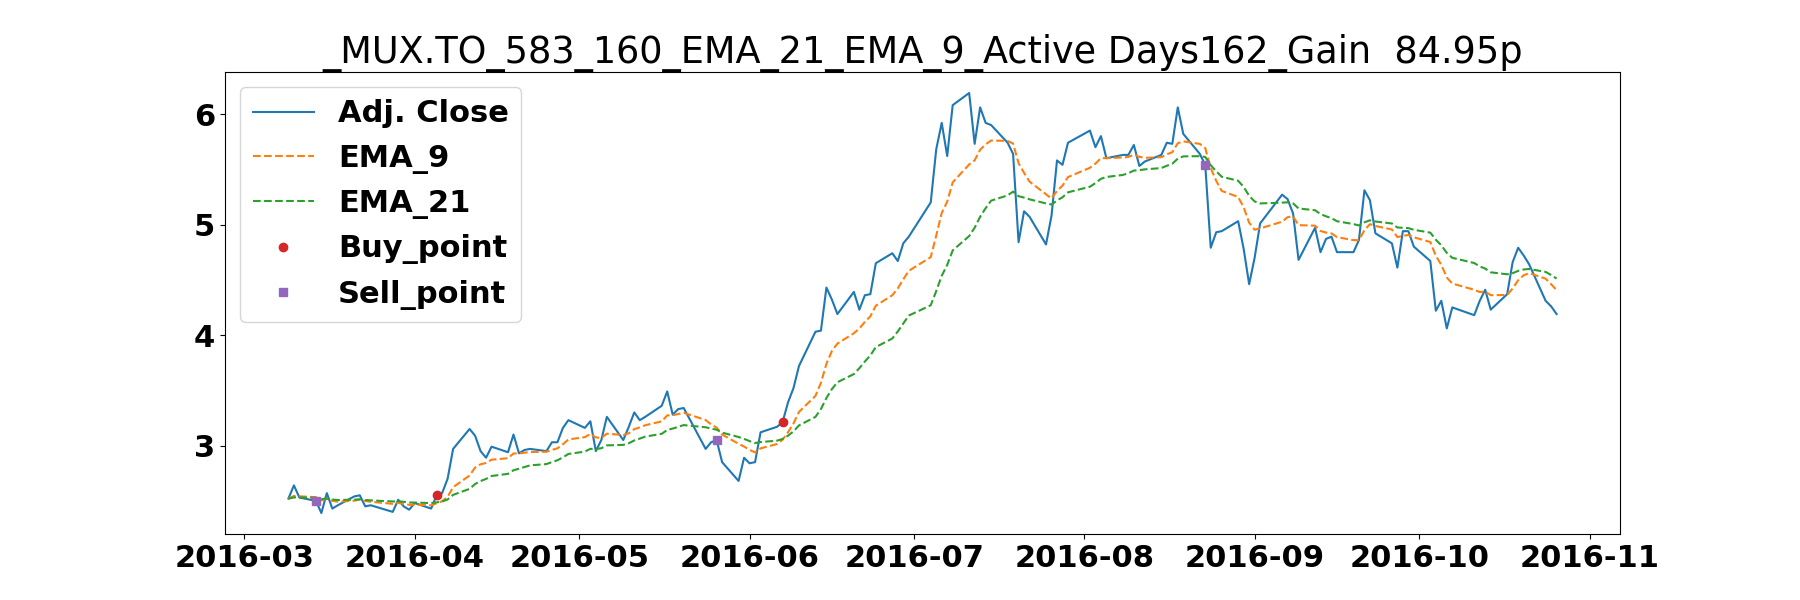 _MUX.TO_583_160_EMA_21_EMA_9_Active Days162_Gain  84.95p
Adj. Close
EMA_9
EMA_21
Buy_point
Sell_point
6
5
4
3
2016-03 2016-04 2016-05 2016-06 2016-07 2016-08 2016-09 2016-10 2016-11